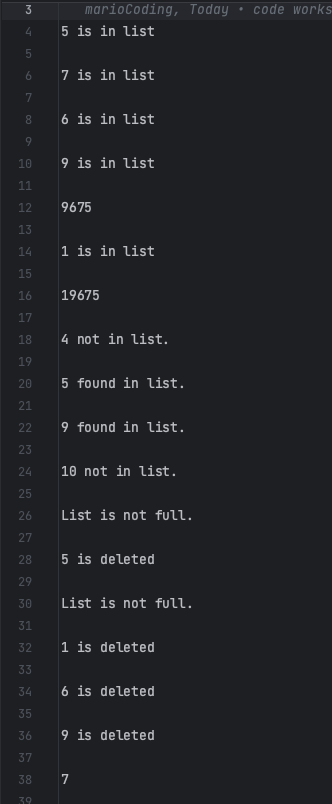 3 marioCoding, Today • code works
4 5 is in list
5
6 7 is in list
7
8 6 is in list
9
10 9 is in list
11
12 9675
13
14 1 is in list
15
16 19675
17
18 4 not in list.
19
20 5 found in list.
21
22 9 found in list.
23
24 10 not in list.
25
26 List is not full.
27
28 5 is deleted
29
30 List is not full.
31
32 1 is deleted
33
34 6 is deleted
35
36 9 is deleted
37
38 7
39